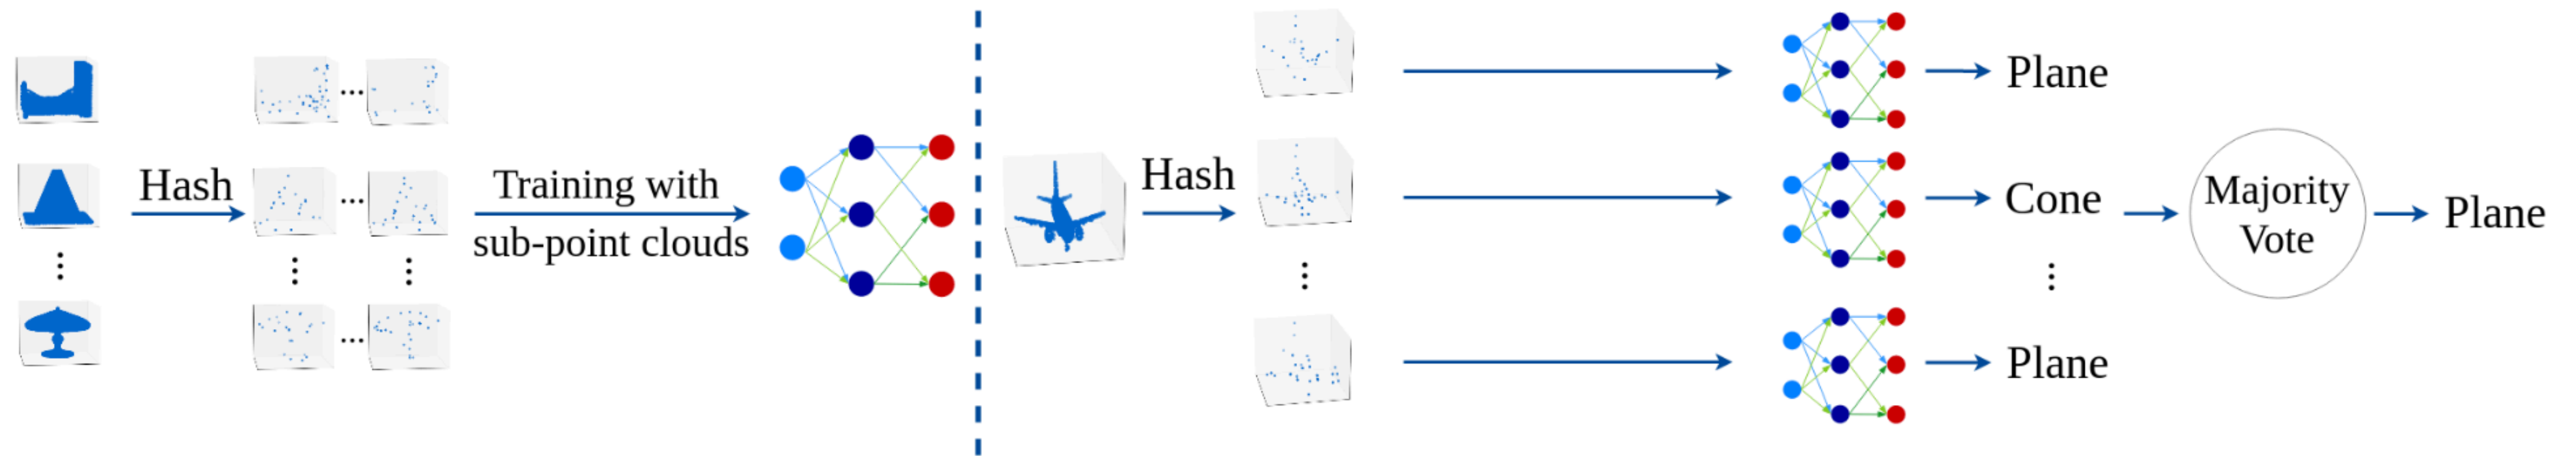 Hash
Training with
sub-point clouds
Hash
Plane
Cone
Plane
Majority
Vote
Plane